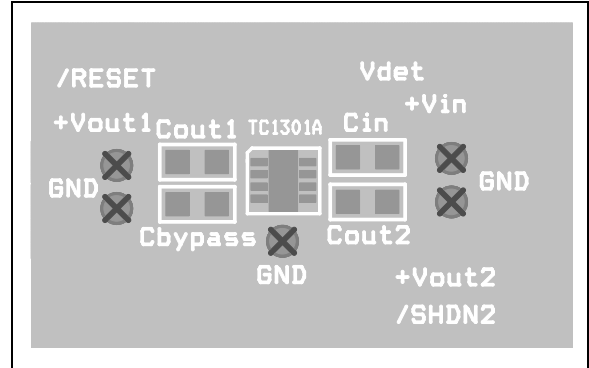 /RESET
Vdet
+Vin
+Vout1
Cout1
TC1301A
Cin
GND
GND
Cbypass
Cout2
GND
+Vout2
/SHDN2